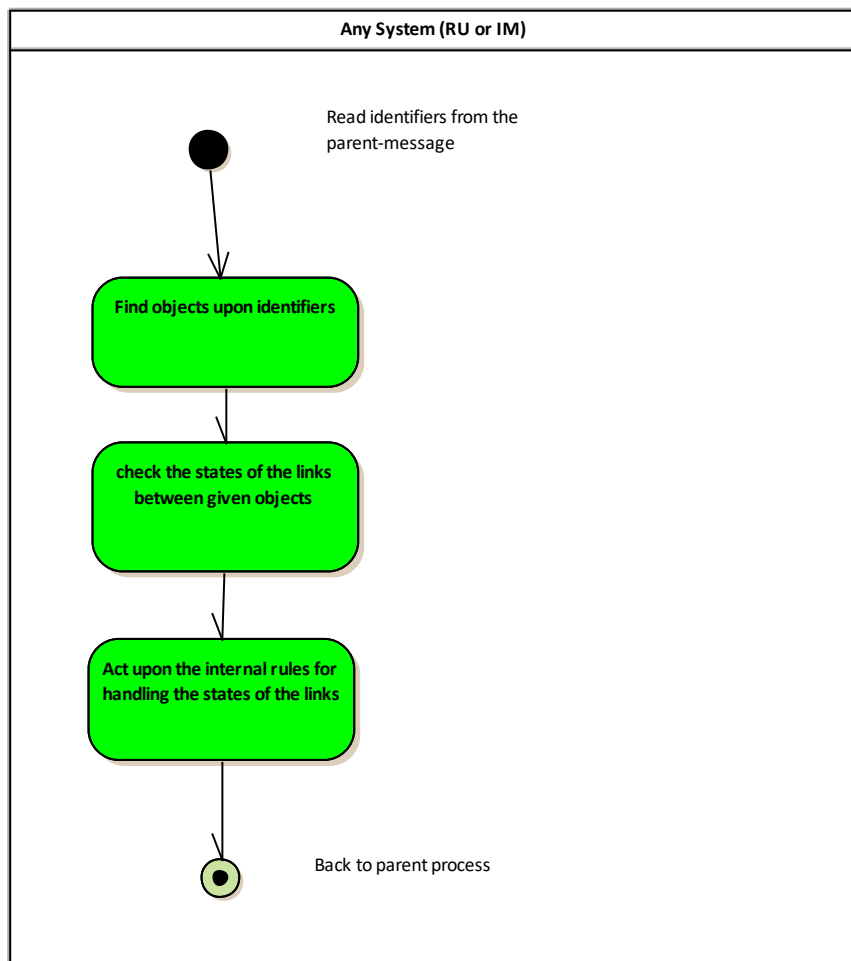 Any System (RU or IM)
Read identifiers from the
parent-message
Find objects upon identifiers
check the states of the links
between given objects
Act upon the internal rules for
handling the states of the links
Back to parent process